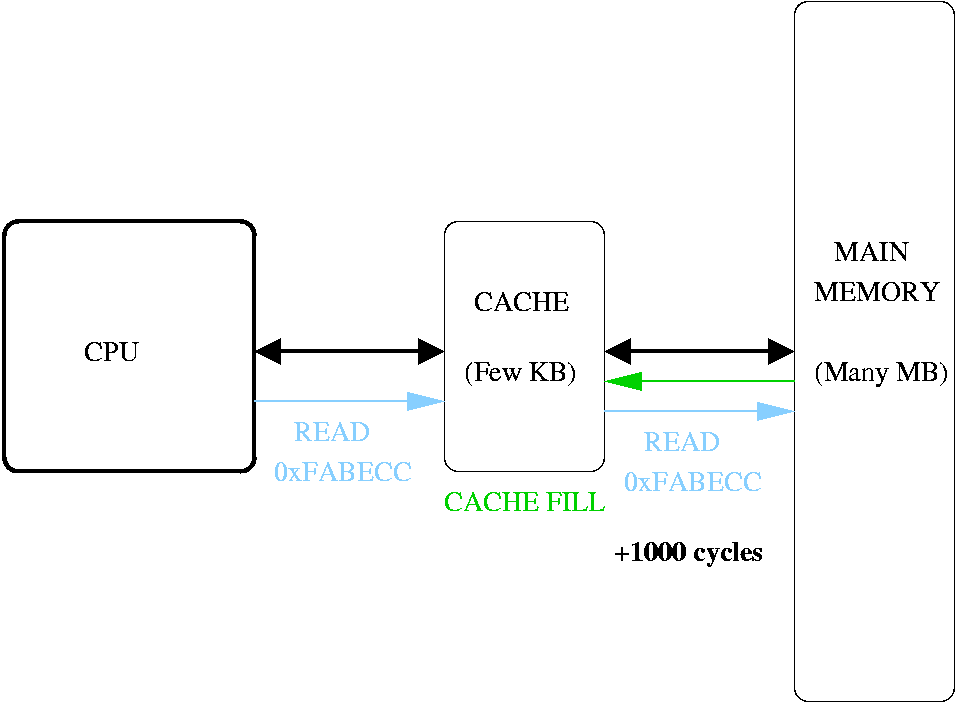 CPU
READ
0xFABECC
CACHE
(Few KB)
CACHE FILL
READ
0xFABECC
+1000 cycles
MAIN
MEMORY
(Many MB)